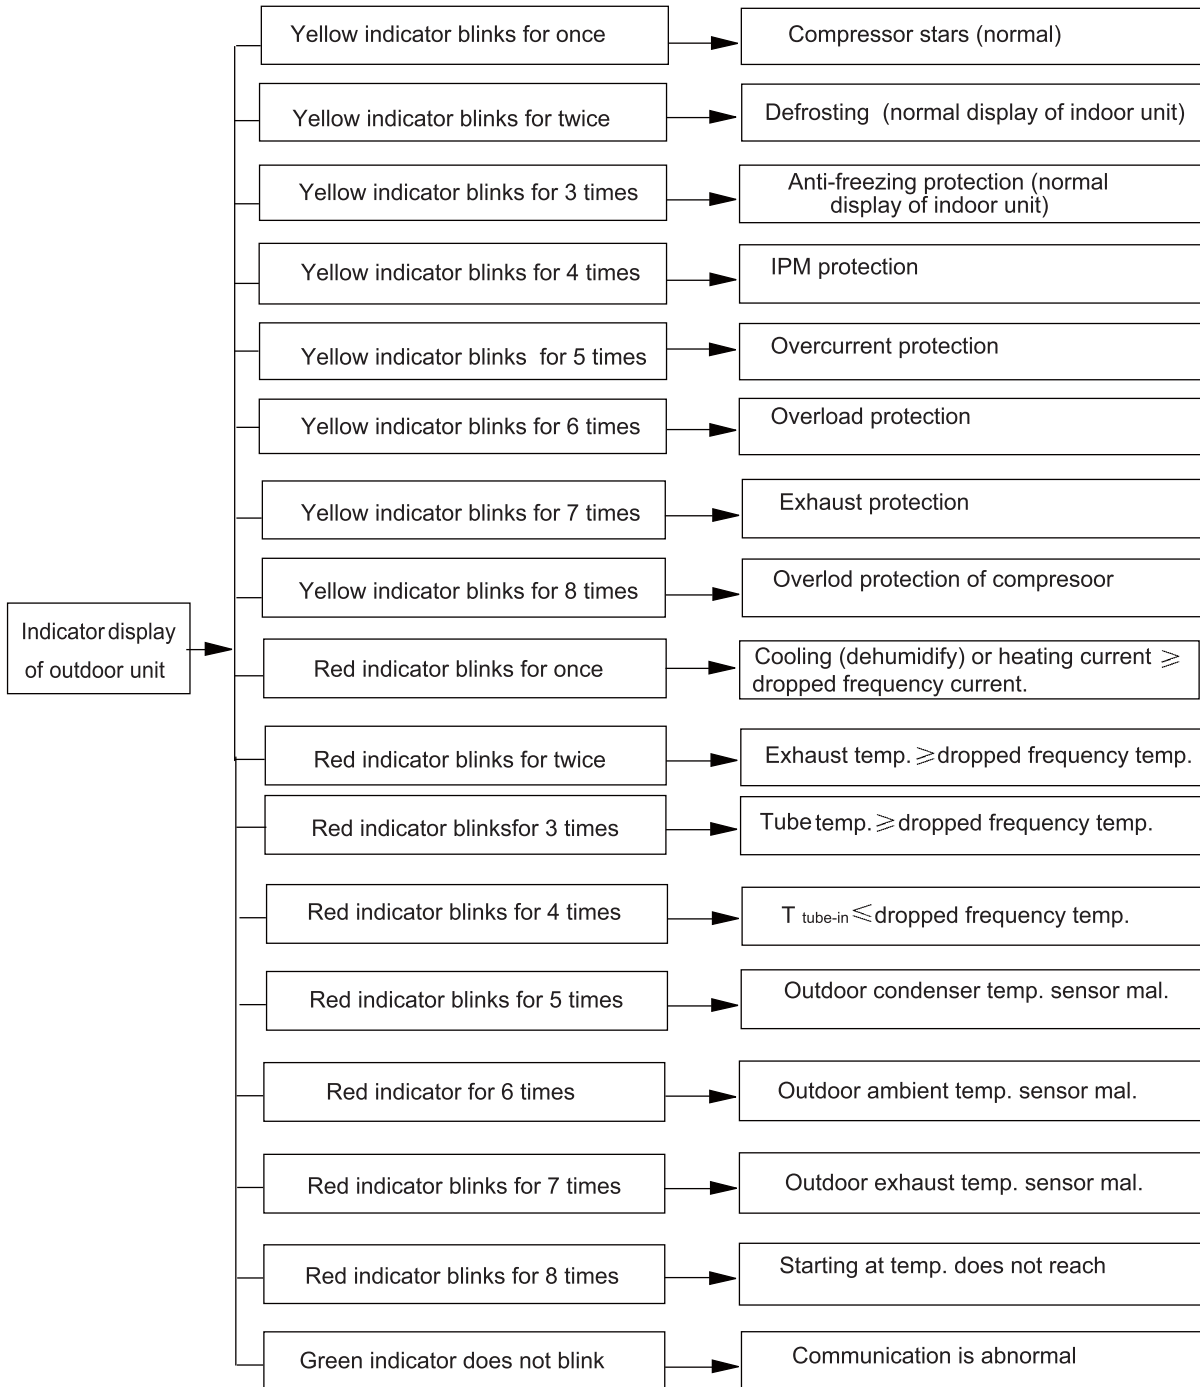 Yellow indicator blinks for once
Compressor stars (normal)
Yellow indicator blinks for twice
Defrosting (normal display of indoor unit)
Yellow indicator blinks for 3 times
Anti-freezing protection (normal
display of indoor unit)
Yellow indicator blinks for 4 times
IPM protection
Yellow indicator blinks for 5 times
Overcurrent protection
Yellow indicator blinks for 6 times
Overload protection
Yellow indicator blinks for 7 times
Exhaust protection
Yellow indicator blinks for 8 times
Overlod protection of compresoor
Indicator display
of outdoor unit
Red indicator blinks for once
Cooling (dehumidify) or heating current ⩾
dropped frequency current.
Red indicator blinks for twice
Exhaust temp. ⩾dropped frequency temp.
Red indicator blinksfor 3 times
Tube temp. ⩾dropped frequency temp.
Red indicator blinks for 4 times
T tube-in ⩽dropped frequency temp.
Red indicator blinks for 5 times
Outdoor condenser temp. sensor mal.
Red indicator for 6 times
Outdoor ambient temp. sensor mal.
Red indicator blinks for 7 times
Outdoor exhaust temp. sensor mal.
Red indicator blinks for 8 times
Starting at temp. does not reach
Green indicator does not blink
Communication is abnormal